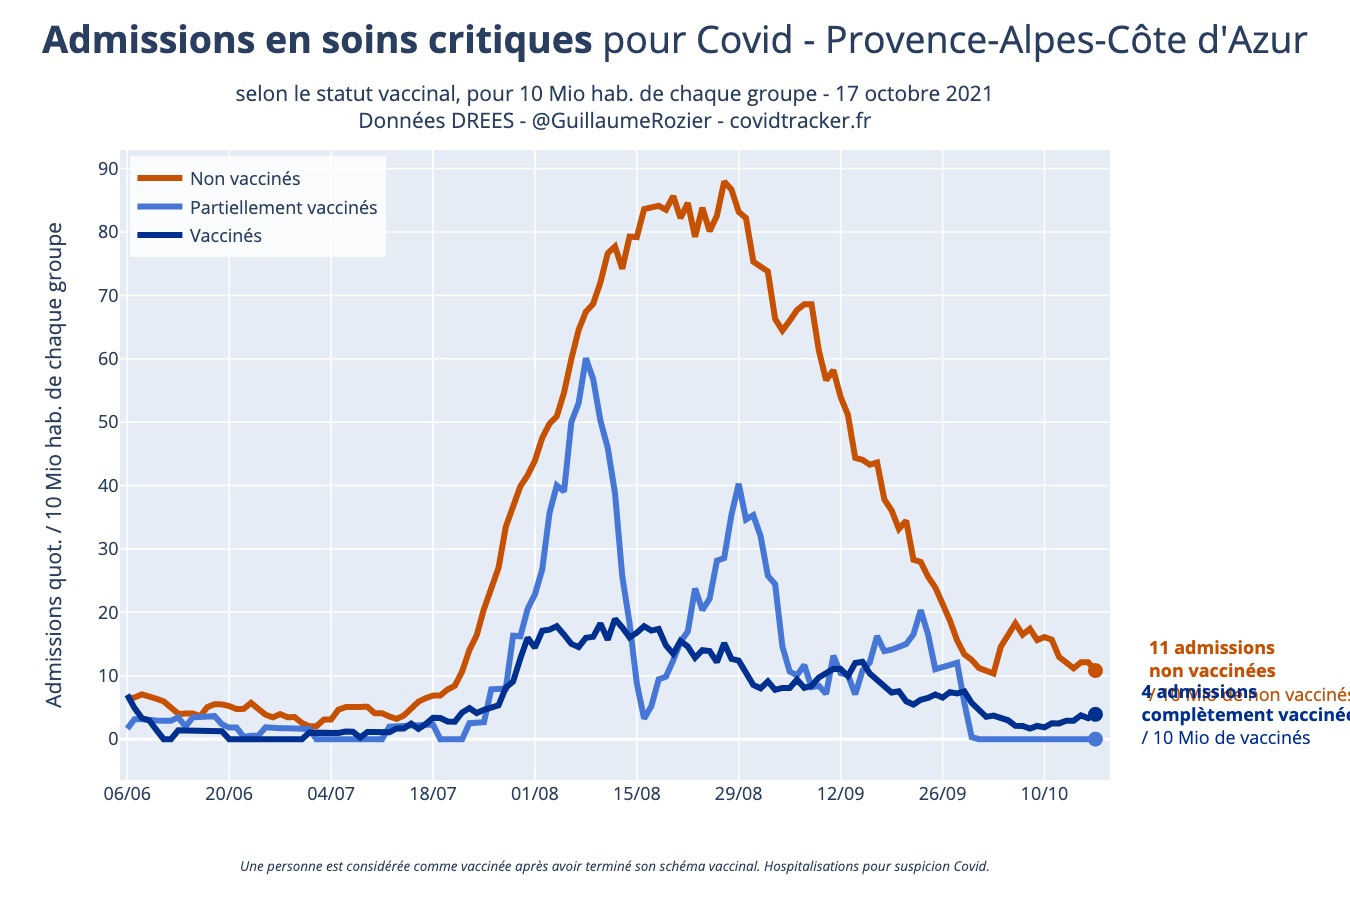 Admissions en soins critiques pour Covid - Provence-Alpes-Côte d'Azur
selon le statut vaccinal, pour 10 Mio hab. de chaque groupe - 17 octobre 2021
Données DREES - @GuillaumeRozier - covidtracker.fr
Admissions quot. / 10 Mio hab. de chaque groupe
90
80
70
60
50
40
30
20
10
0
Non vaccinés
Partiellement vaccinés
Vaccinés
11 admissions
non vaccinées
/ 10 Mio de non vaccinés
4 admissions
complètement vaccinée
/ 10 Mio de vaccinés
06/06 20/06 04/07 18/07 01/08 15/08 29/08 12/09 26/09 10/10
Une personne est considérée comme vaccinée après avoir terminé son schéma vaccinal. Hospitalisations pour suspicion Covid.